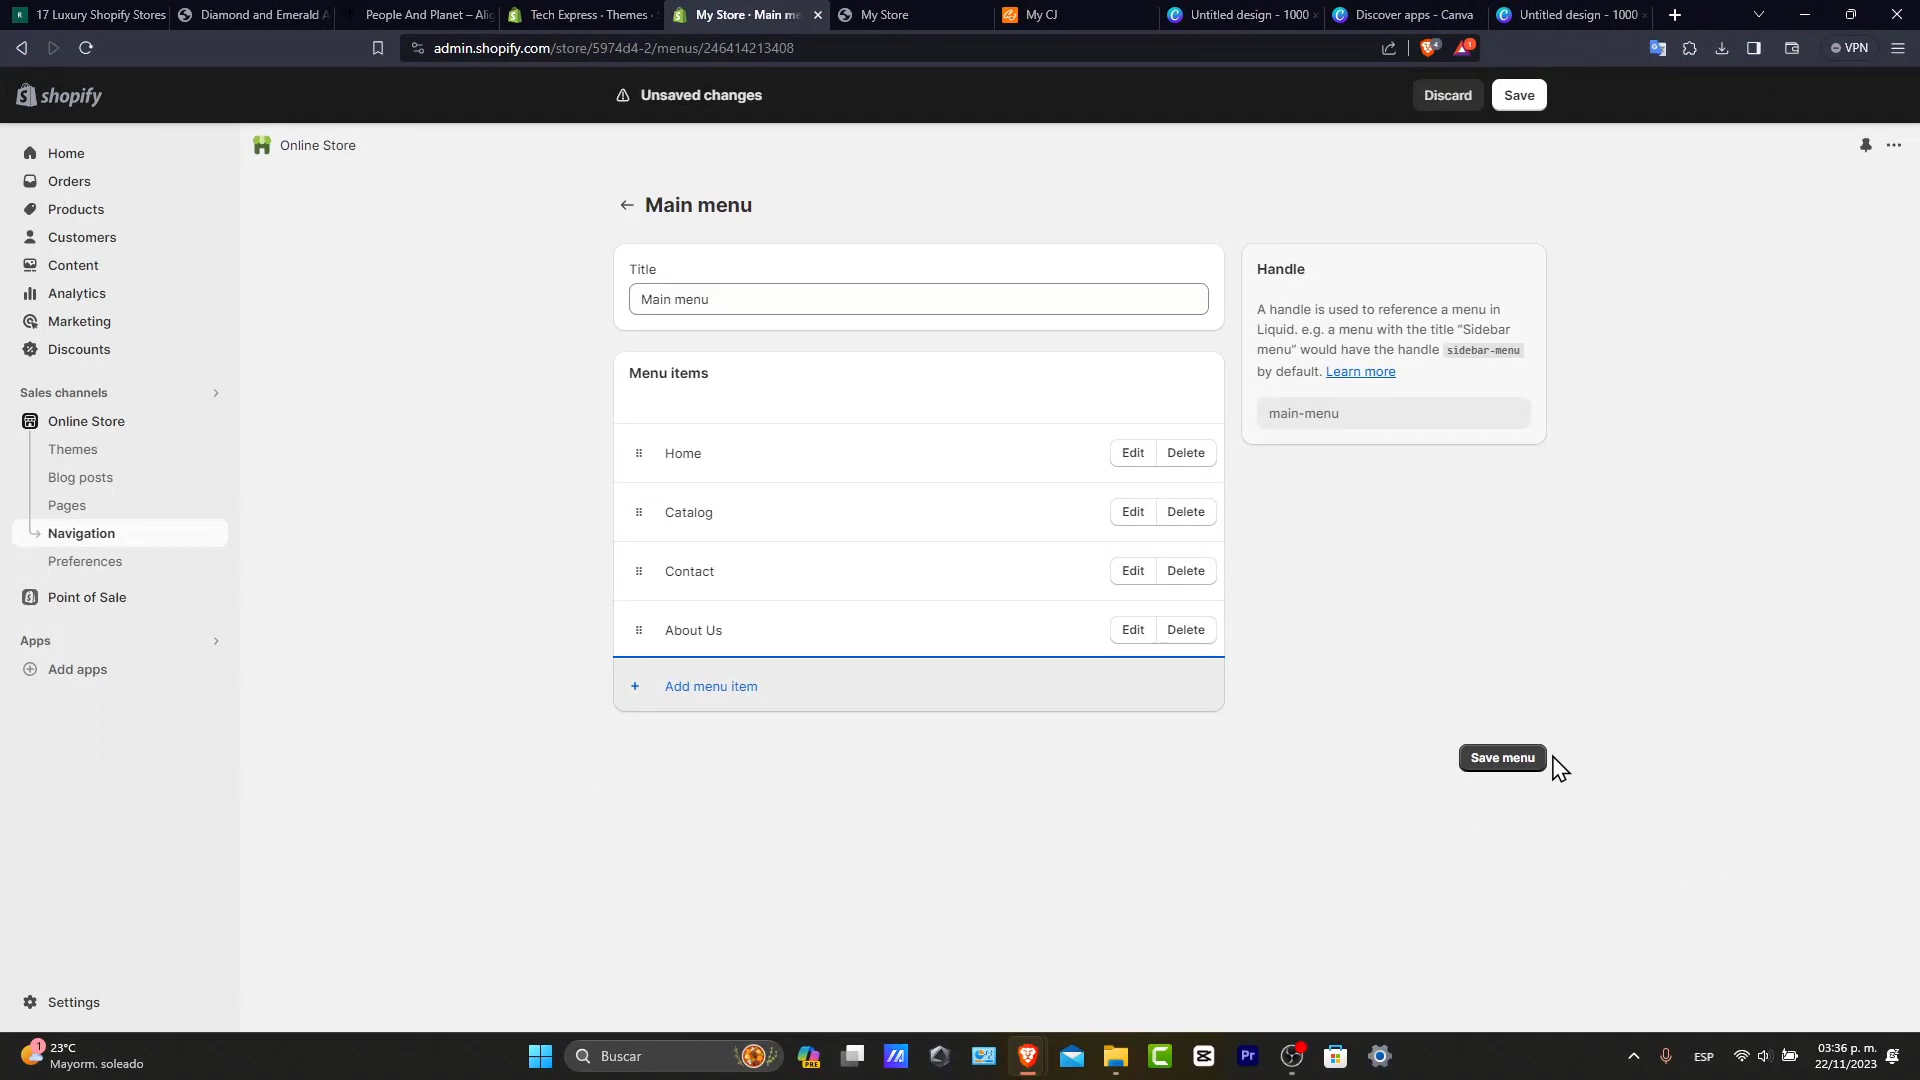 17 Luxury Shopify Stores
Diamond and Emerald A
People And Planet – Alig
Tech Express · Themes ·
My Store · Main me
My Store
My CJ
Untitled design - 1000
Discover apps - Canva
Untitled design - 1000
admin.shopify.com/store/5974d4-2/menus/246414213408
4
1
VPN
shopify
Unsaved changes
Discard
Save
Home
Orders
Products
Customers
Content
Analytics
Marketing
Discounts
Sales channels
Online Store
Themes
Blog posts
Pages
Navigation
Preferences
Point of Sale
Apps
Add apps
Settings
Online Store
Main menu
Title
Main menu
Menu items
Home
Edit
Delete
Catalog
Edit
Delete
Contact
Edit
Delete
About Us
Edit
Delete
Add menu item
Handle
A handle is used to reference a menu in
Liquid. e.g. a menu with the title “Sidebar
menu” would have the handle sidebar-menu
by default. Learn more
main-menu
Save menu
1
23°C
Mayorm. soleado
Buscar
PRE
Pr
ESP
03:36 p. m.
22/11/2023